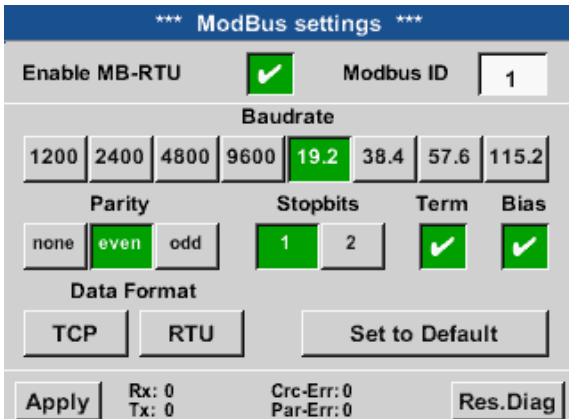 *** ModBus settings ***
Enable MB-RTU Modbus ID 1
Baudrate
1200 2400 4800 9600 19.2 38.4 57.6 115.2
Parity Stopbits Term Bias
none even odd 1 2
Data Format
TCP RTU Set to Default
Apply Rx: 0 Crc-Err: 0 Res.Diag
Tx: 0 Par-Err: 0